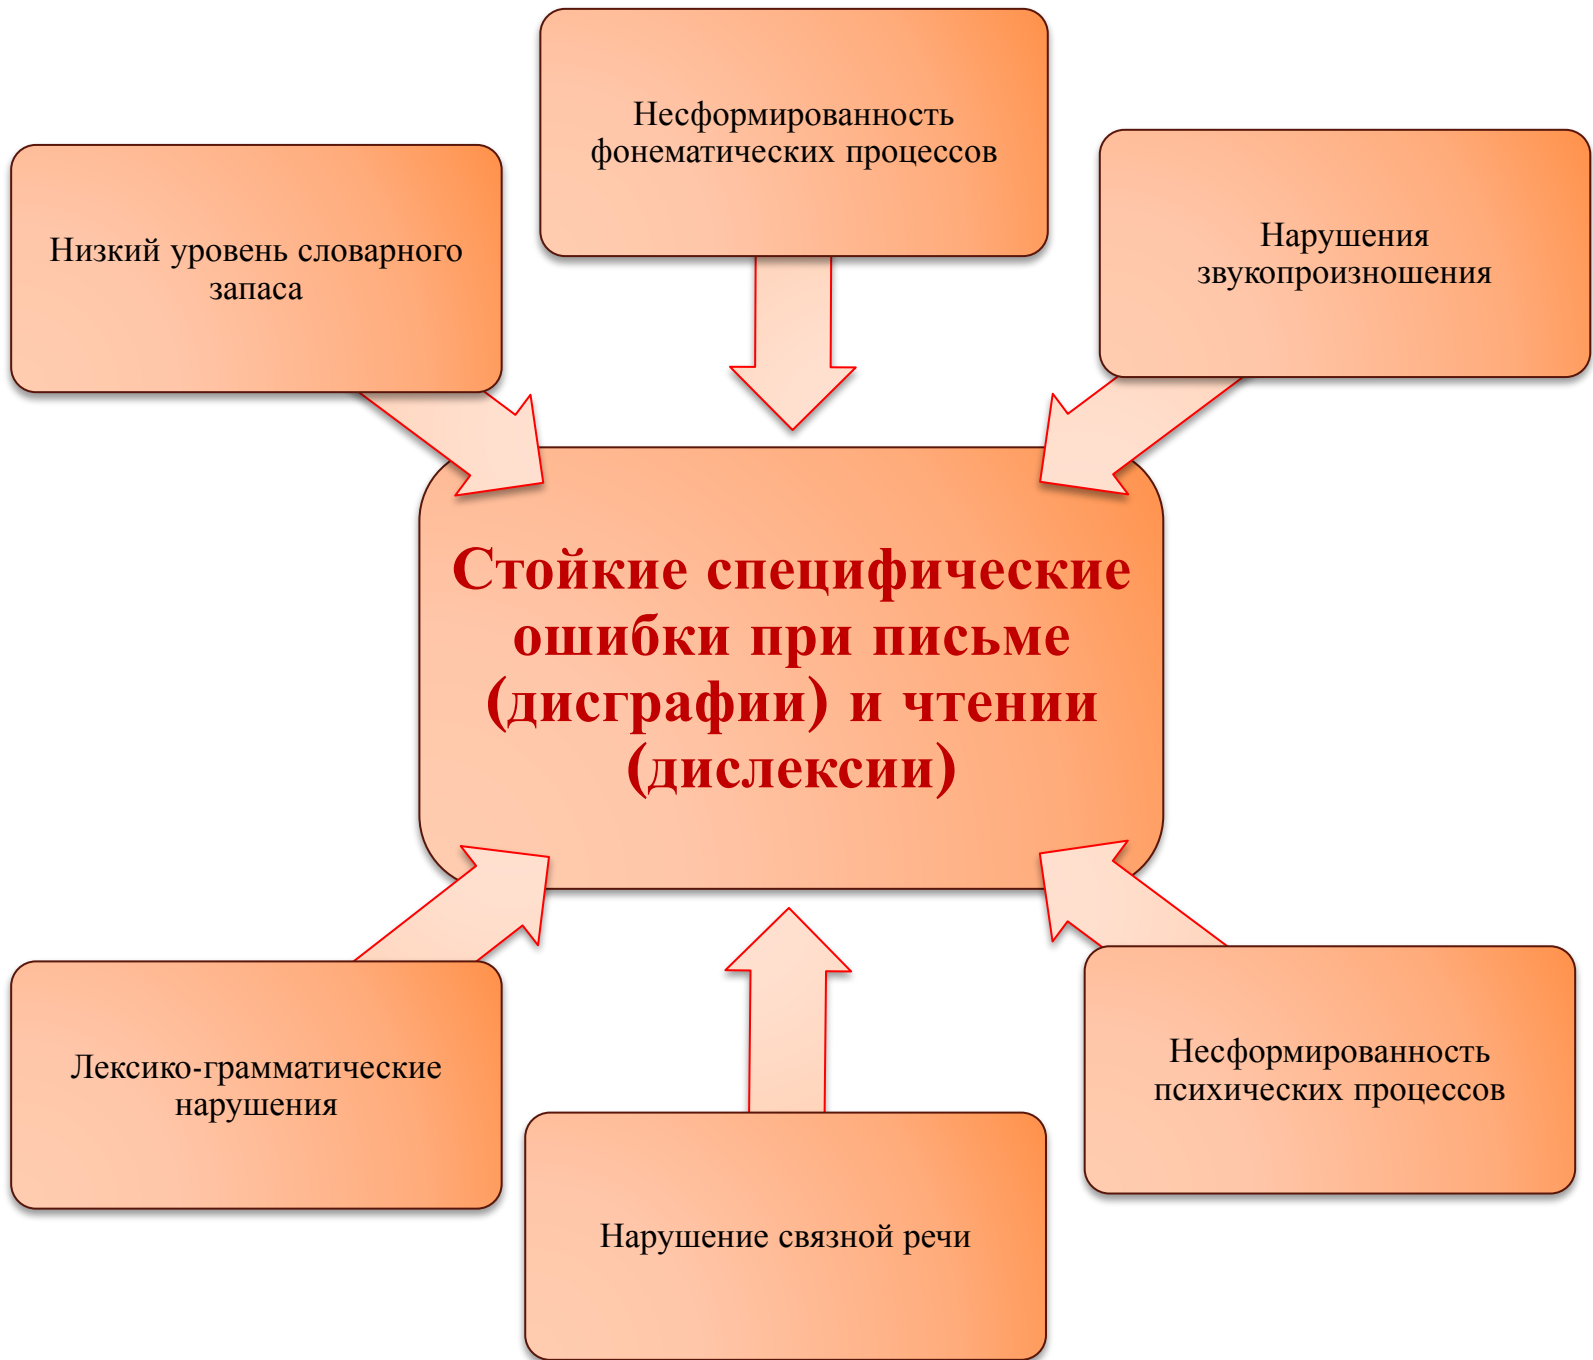 Несформированность
фонематических процессов
Низкий уровень словарного
запаса
Нарушения
звукопроизношения
Стойкие специфические
ошибки при письме
(дисграфии) и чтении
(дислексии)
Лексико-грамматические
нарушения
Несформированность
психических процессов
Нарушение связной речи